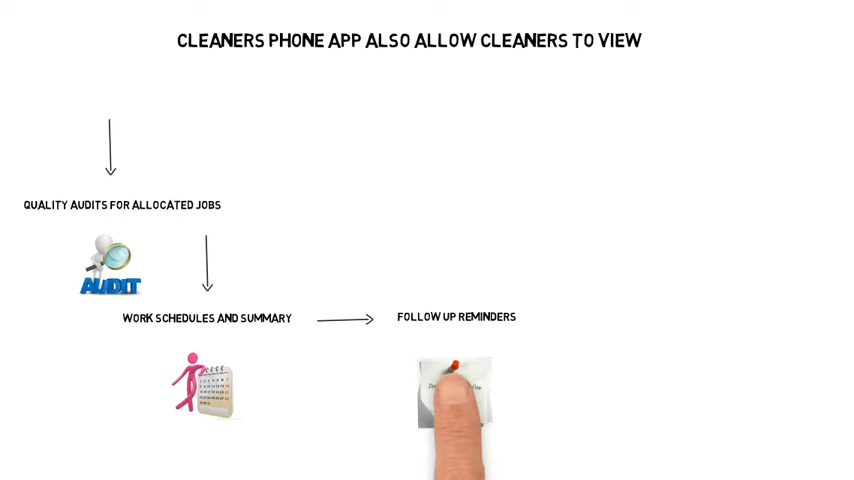 CLEANERS PHONE APP ALSO ALLOW CLEANERS TO VIEW
QUALITY AUDITS FOR ALLOCATED JOBS
AUDIT
WORK SCHEDULES AND SUMMARY
FOLLOW UP REMINDERS